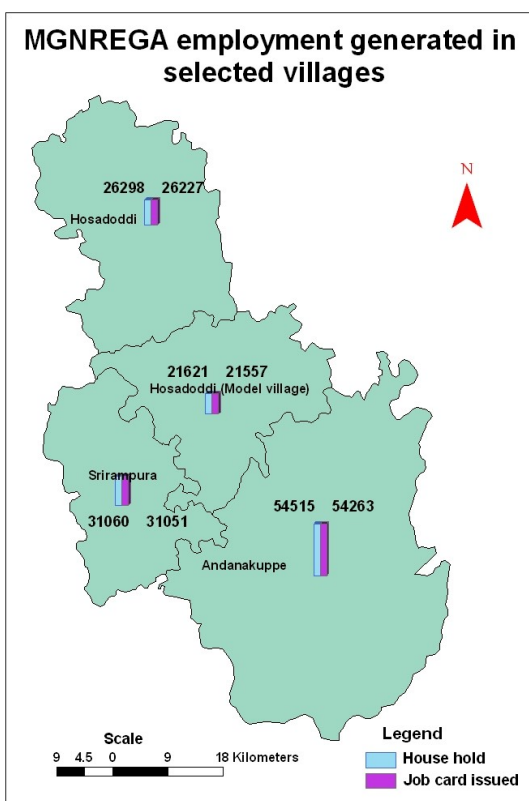 MGNREGA employment generated in
selected villages
N
26298 26227
Hosadoddi
21621 21557
Hosadoddi (Model village)
Srirampura
31060 31051
54515 54263
Andanakuppe
Scale
9 4.5 0 9 18 Kilometers
Legend
House hold
Job card issued